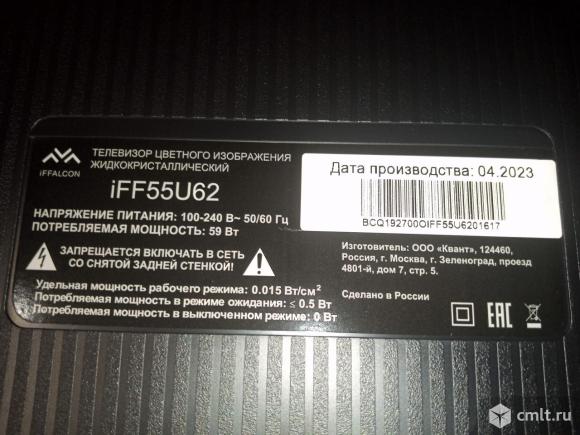 iFFALCON
ТЕЛЕВИЗОР ЦВЕТНОГО ИЗОБРАЖЕНИЯ
ЖИДКОКРИСТАЛЛИЧЕСКИЙ
iFF55U62
НАПРЯЖЕНИЕ ПИТАНИЯ: 100-240 В~ 50/60 Гц
ПОТРЕБЛЯЕМАЯ МОЩНОСТЬ: 59 Вт
ЗАПРЕЩАЕТСЯ ВКЛЮЧАТЬ В СЕТЬ
СО СНЯТОЙ ЗАДНЕЙ СТЕНКОЙ!
Удельная мощность рабочего режима: 0.015 Вт/см²
Потребляемая мощность в режиме ожидания: ≤ 0.5 Вт
Потребляемая мощность в выключенном режиме: 0 Вт
Дата производства: 04.2023
BCQ192700OIFF55U6201617
Изготовитель: ООО «Квант», 124460,
Россия, г. Москва, г. Зеленоград, проезд
4801-й, дом 7, стр. 5.
Сделано в России
EAC
cmlt.ru